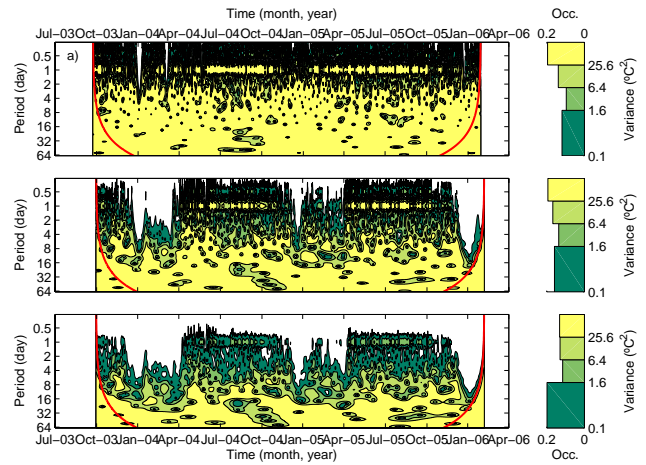 Time (month, year)
Occ.
Jul−03 Oct−03 Jan−04 Apr−04 Jul−04 Oct−04 Jan−05 Apr−05 Jul−05 Oct−05 Jan−06 Apr−06
0.2 0
a)
Period (day)
0.5
1
2
4
8
16
32
64
25.6
6.4
1.6
0.1
Variance (ºC²)
Period (day)
0.5
1
2
4
8
16
32
64
25.6
6.4
1.6
0.1
Variance (ºC²)
Period (day)
0.5
1
2
4
8
16
32
64
25.6
6.4
1.6
0.1
Variance (ºC²)
Jul−03 Oct−03 Jan−04 Apr−04 Jul−04 Oct−04 Jan−05 Apr−05 Jul−05 Oct−05 Jan−06 Apr−06
0.2 0
Time (month, year)
Occ.